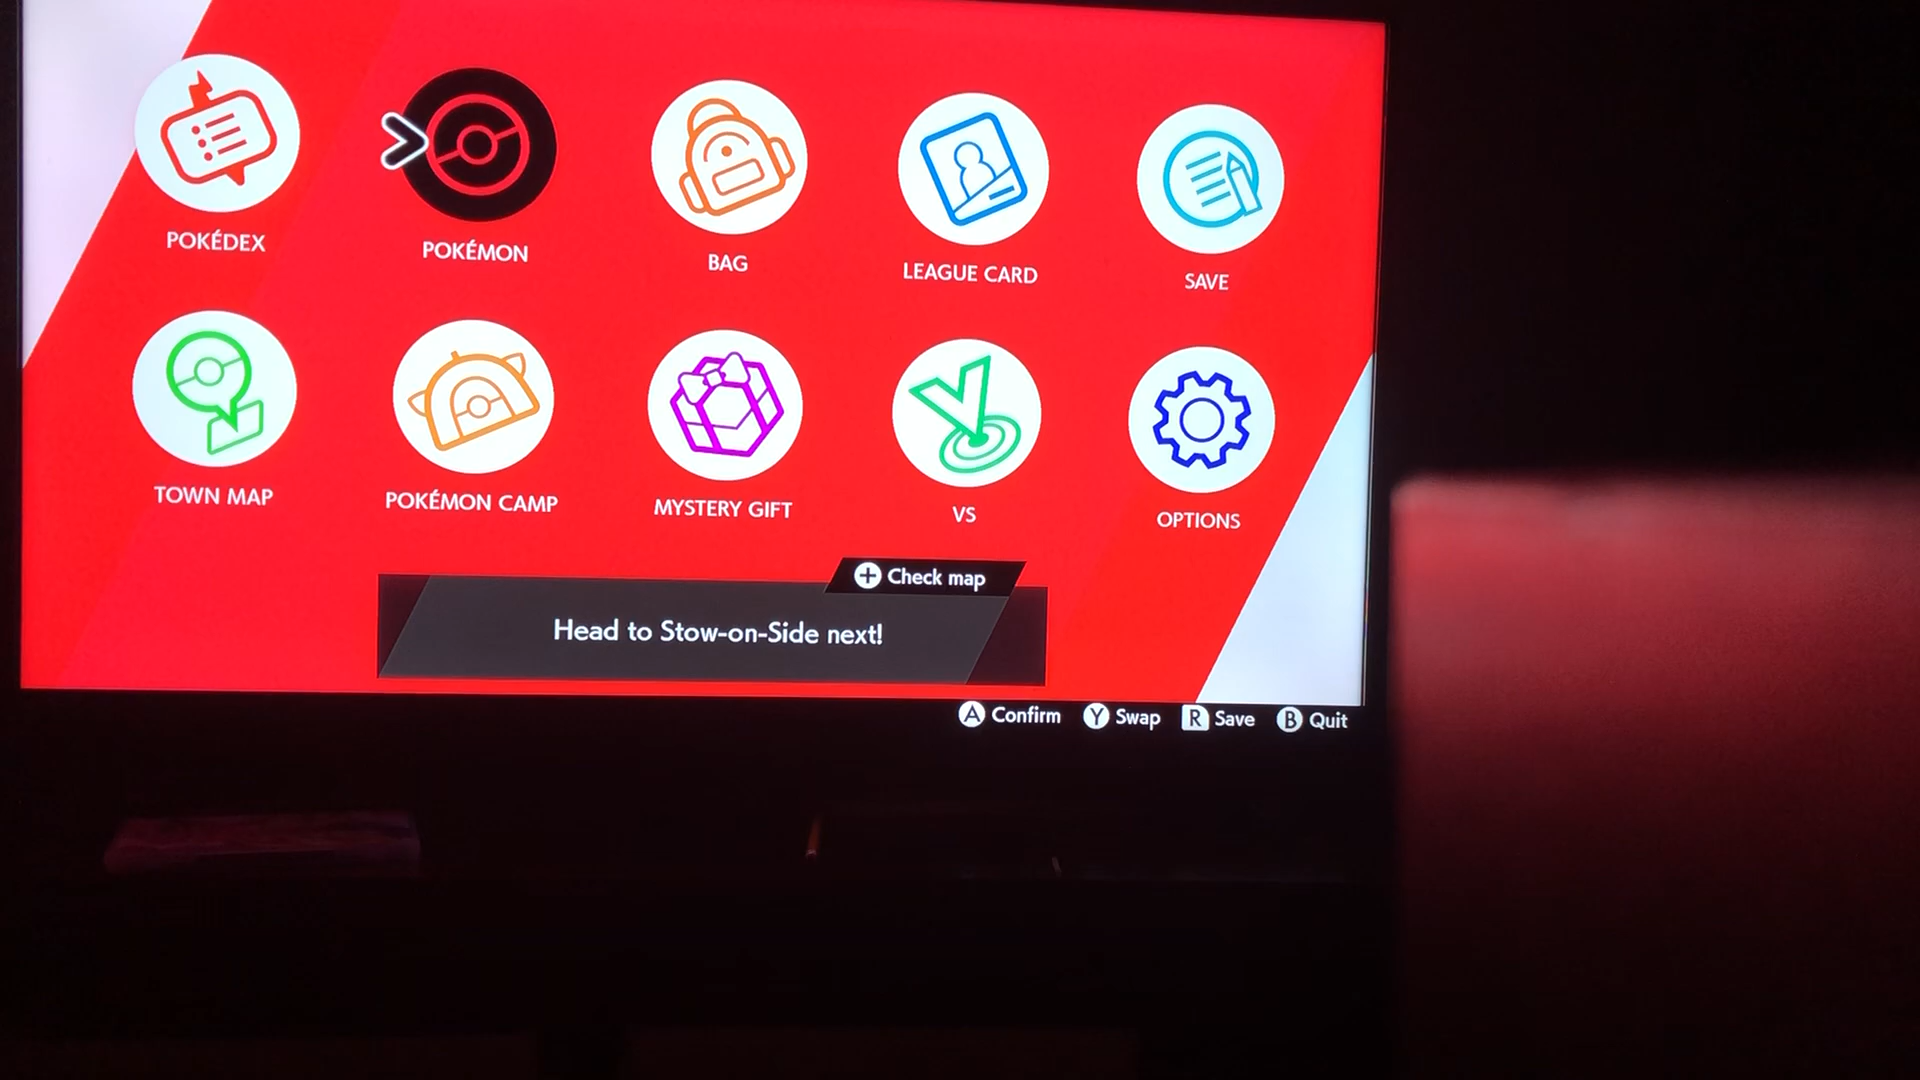 POKÉDEX
POKÉMON
BAG
LEAGUE CARD
SAVE
TOWN MAP
POKÉMON CAMP
MYSTERY GIFT
VS
OPTIONS
+ Check map
Head to Stow-on-Side next!
A Confirm Y Swap R Save B Quit